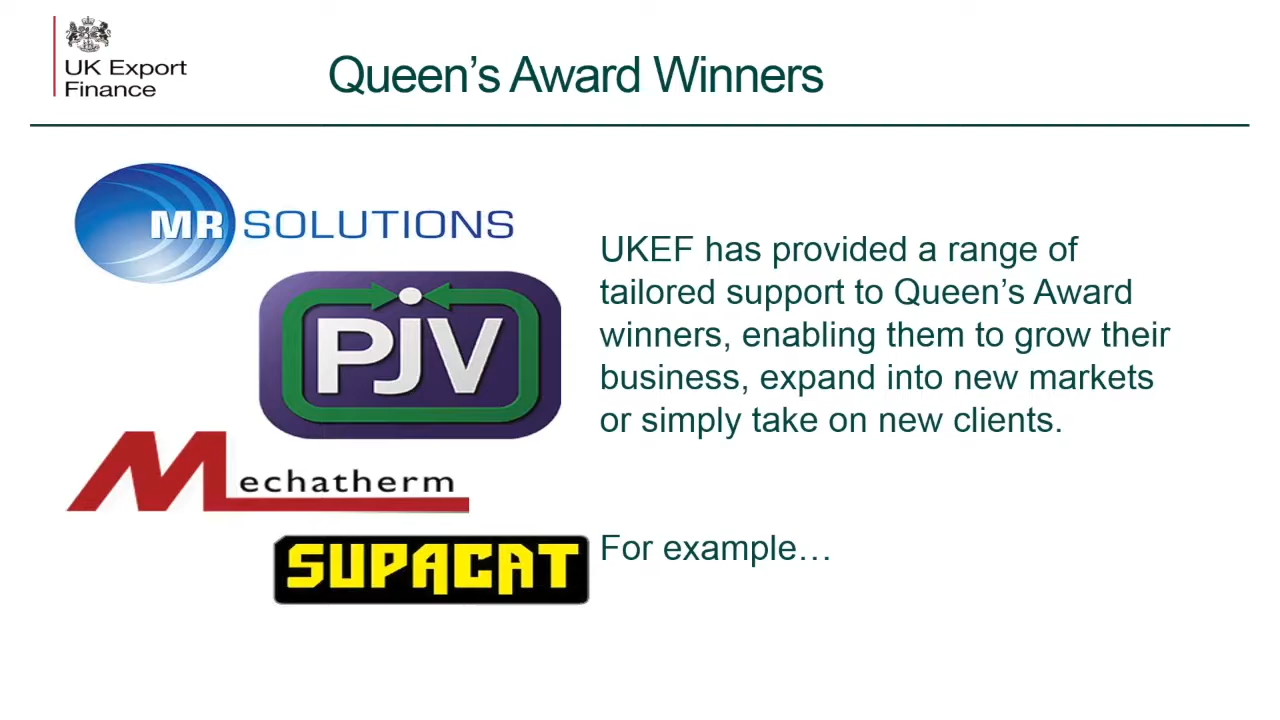 UK Export
Finance
Queen’s Award Winners
MR SOLUTIONS
PJV
Mechatherm
SUPACAT
UKEF has provided a range of
tailored support to Queen’s Award
winners, enabling them to grow their
business, expand into new markets
or simply take on new clients.
For example…